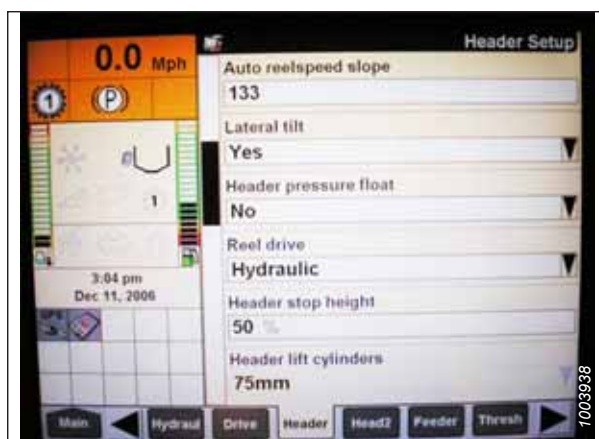 0.0 Mph
Header Setup
Auto reelspeed slope
133
1
P
Lateral tilt
Yes
Header pressure float
No
1
Reel drive
Hydraulic
3:04 pm
Dec 11, 2006
Header stop height
50 %
Header lift cylinders
75mm
Main
Hydraul
Drive
Header
Head2
Feeder
Thresh
1003938